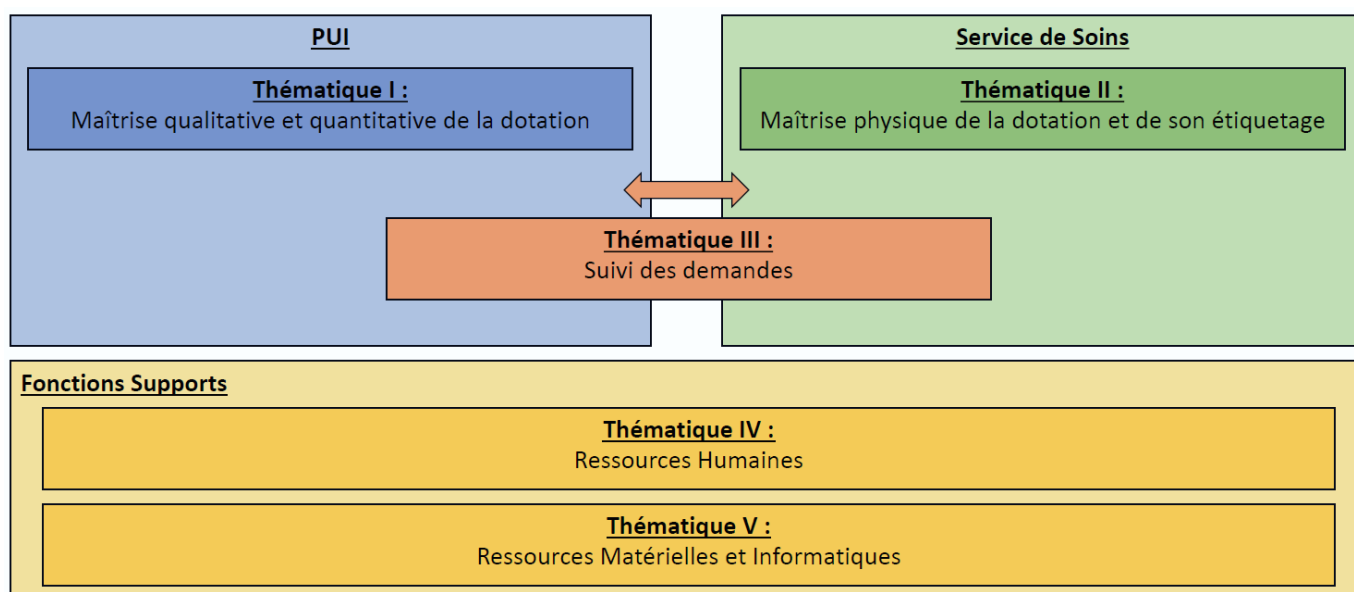 PUI
Thématique I :
Maîtrise qualitative et quantitative de la dotation
Service de Soins
Thématique II :
Maîtrise physique de la dotation et de son étiquetage
Thématique III :
Suivi des demandes
Fonctions Supports
Thématique IV :
Ressources Humaines
Thématique V :
Ressources Matérielles et Informatiques